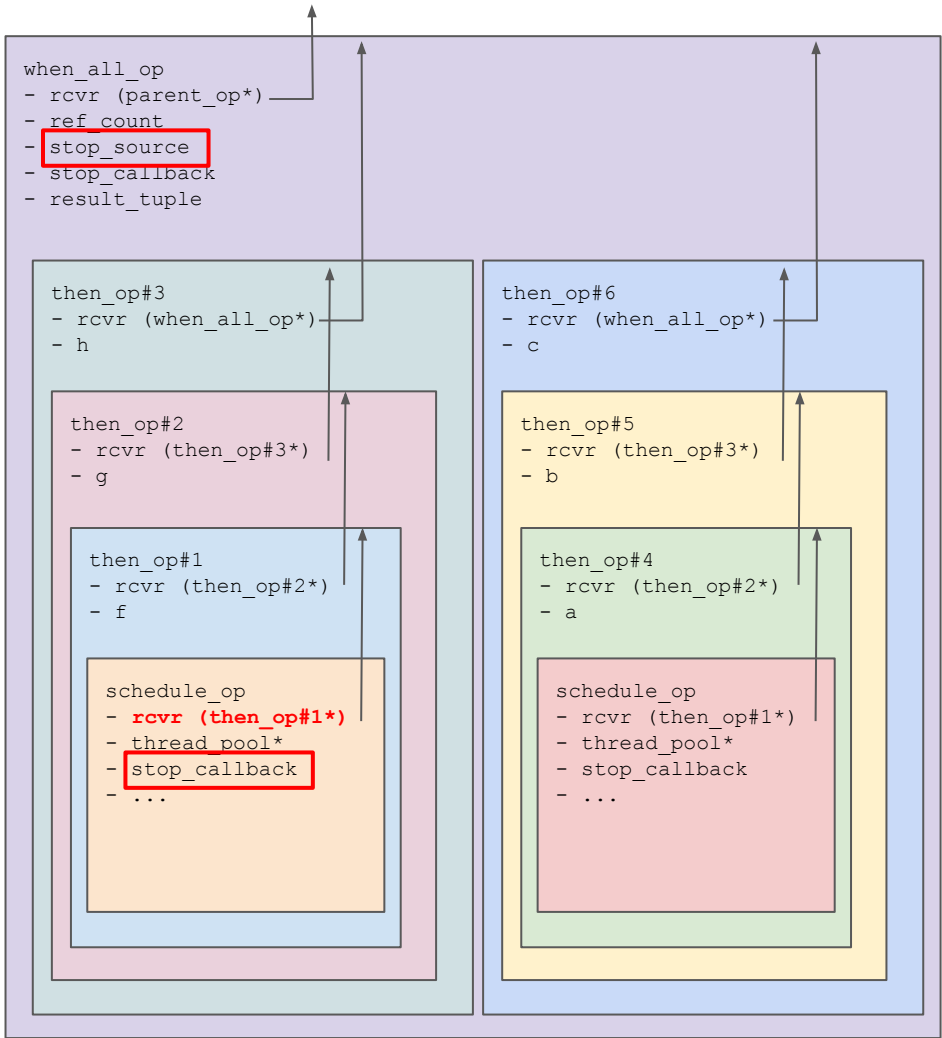 when_all_op
- rcvr (parent_op*)
- ref_count
- stop_source
- stop_callback
- result_tuple
then_op#3
- rcvr (when_all_op*)
- h
then_op#2
- rcvr (then_op#3*)
- g
then_op#1
- rcvr (then_op#2*)
- f
schedule_op
- rcvr (then_op#1*)
- thread_pool*
- stop_callback
- ...
then_op#6
- rcvr (when_all_op*)
- c
then_op#5
- rcvr (then_op#3*)
- b
then_op#4
- rcvr (then_op#2*)
- a
schedule_op
- rcvr (then_op#1*)
- thread_pool*
- stop_callback
- ...